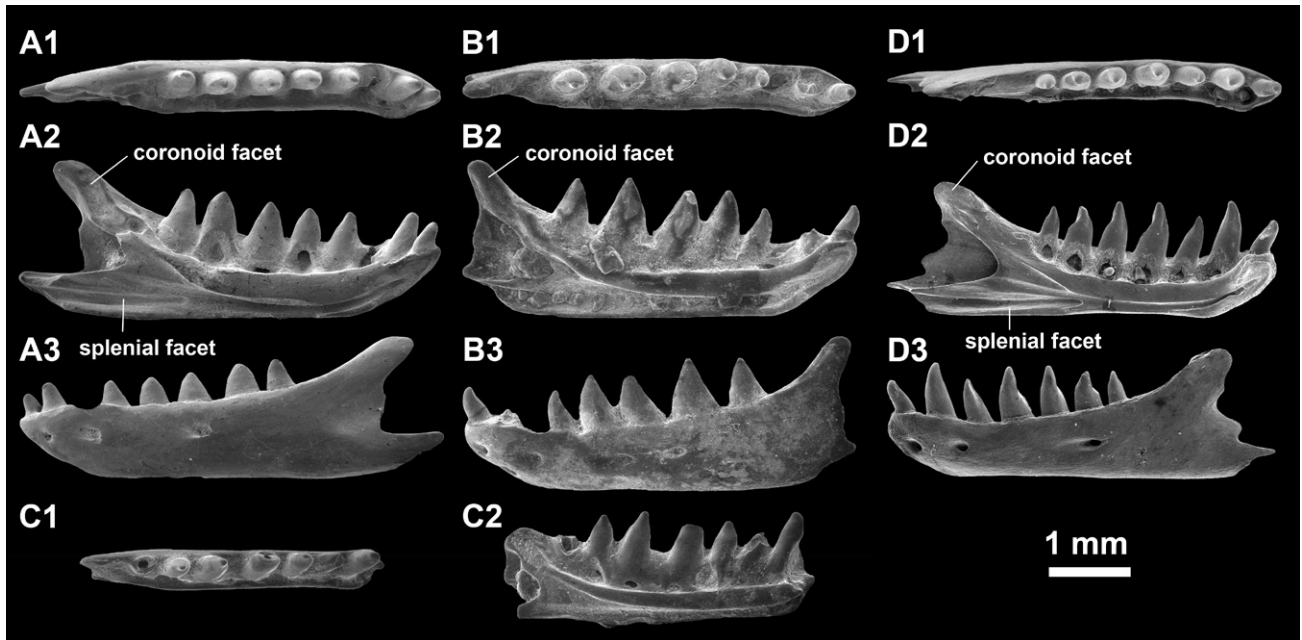 A1 B1 D1
A2 B2 D2
coronoid facet coronoid facet coronoid facet
splenial facet splenial facet
A3 B3 D3
C1 C2
1 mm